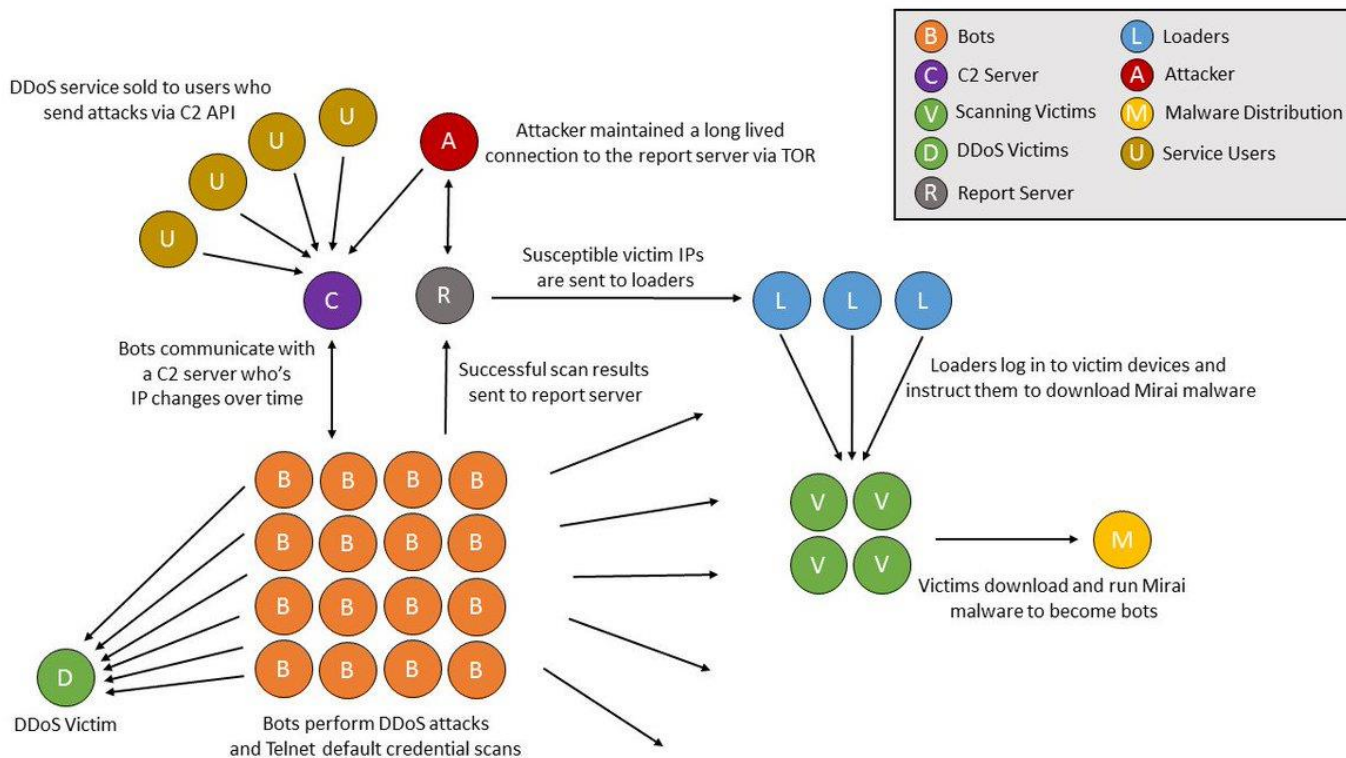 B Bots
L Loaders
C C2 Server
A Attacker
V Scanning Victims
M Malware Distribution
D DDoS Victims
U Service Users
R Report Server
DDoS service sold to users who
send attacks via C2 API
U
U
U
U
A
Attacker maintained a long lived
connection to the report server via TOR
C
R
Susceptible victim IPs
are sent to loaders
L L L
Bots communicate with
a C2 server who's
IP changes over time
Successful scan results
sent to report server
Loaders log in to victim devices and
instruct them to download Mirai malware
B B B B
B B B B
B B B B
B B B B
V V
V V
M
Victims download and run Mirai
malware to become bots
D
DDoS Victim
Bots perform DDoS attacks
and Telnet default credential scans